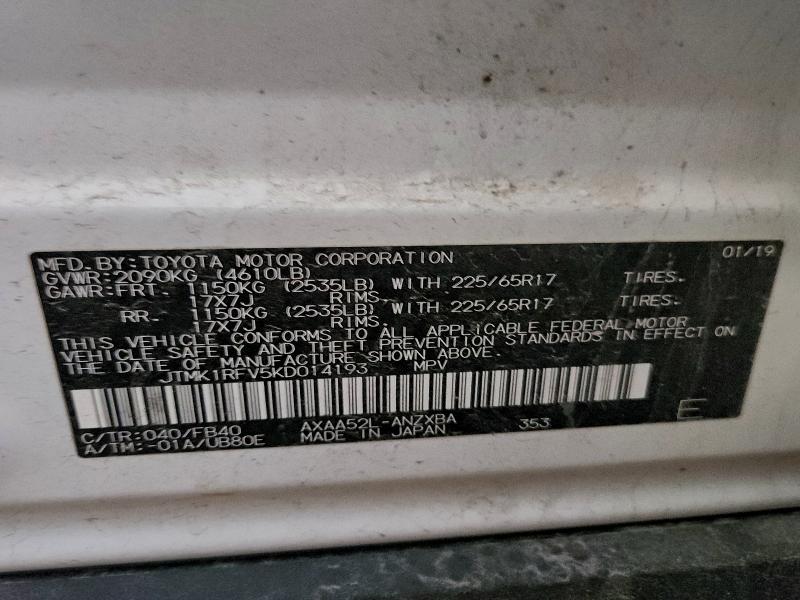 MFD. BY: TOYOTA MOTOR CORPORATION 01/19
GVWR: 2090KG (4610LB)
GAWR: FRT. 1150KG (2535LB) WITH 225/65R17 TIRES.
17X7J RIMS.
RR. 1150KG (2535LB) WITH 225/65R17 TIRES.
17X7J RIMS.
THIS VEHICLE CONFORMS TO ALL APPLICABLE FEDERAL MOTOR
VEHICLE SAFETY AND THEFT PREVENTION STANDARDS IN EFFECT ON
THE DATE OF MANUFACTURE SHOWN ABOVE.
JTMK1RFV5KD014193 MPV
C/TR: 040/FB40 AXAA52L-ANZXBA 353 E
A/TM: -01A/UB80E MADE IN JAPAN